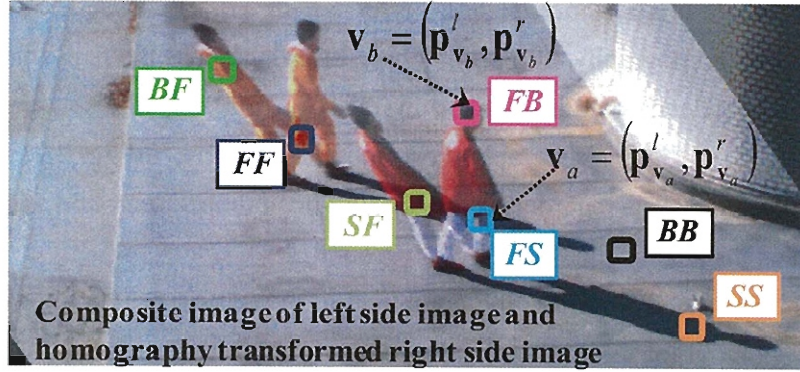 v_b = (p^l_{v_b}, p^r_{v_b})
BF
FB
FF
v_a = (p^l_{v_a}, p^r_{v_a})
SF
FS
BB
SS
Composite image of left side image and
homography transformed right side image